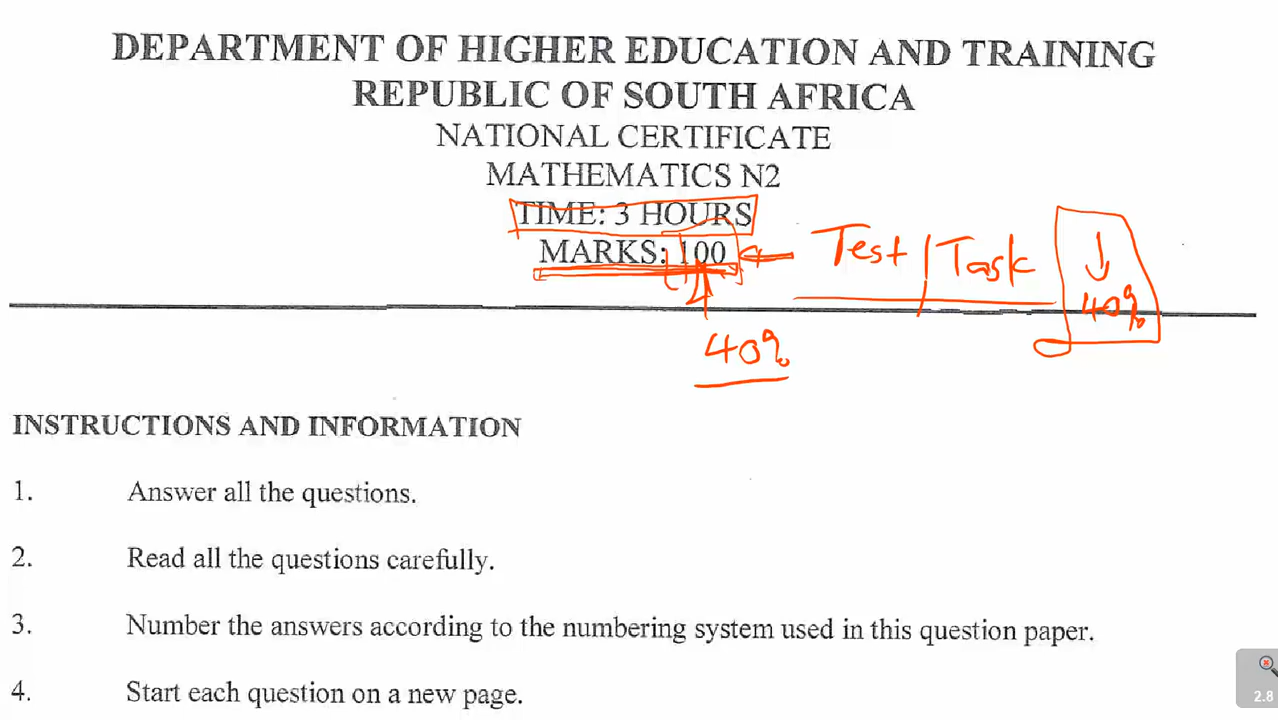 DEPARTMENT OF HIGHER EDUCATION AND TRAINING
REPUBLIC OF SOUTH AFRICA
NATIONAL CERTIFICATE
MATHEMATICS N2
TIME: 3 HOURS
MARKS: 100
Test / Task
40%
40%
INSTRUCTIONS AND INFORMATION
1. Answer all the questions.
2. Read all the questions carefully.
3. Number the answers according to the numbering system used in this question paper.
4. Start each question on a new page.
2.8